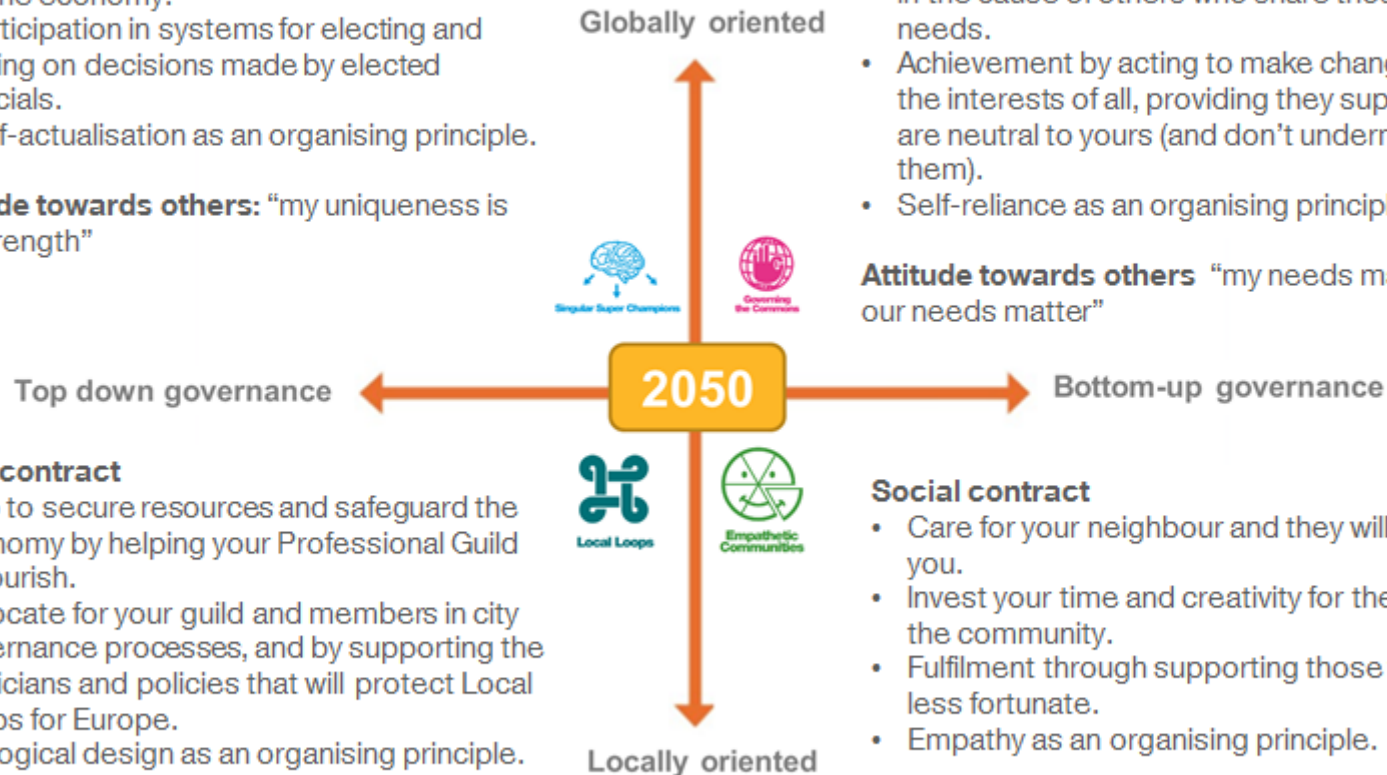 Globally oriented
ne economy.
rticipation in systems for electing and
ing on decisions made by elected
cials.
f-actualisation as an organising principle.
de towards others: “my uniqueness is
rength”
needs.
• Achievement by acting to make chang
the interests of all, providing they sup
are neutral to yours (and don’t undern
them).
• Self-reliance as an organising principl
Attitude towards others “my needs ma
our needs matter”
Singular Super Champions
Governing
the Commons
Top down governance
2050
Bottom-up governance
contract
to secure resources and safeguard the
nomy by helping your Professional Guild
ourish.
ocate for your guild and members in city
ernance processes, and by supporting the
icians and policies that will protect Local
ps for Europe.
ogical design as an organising principle.
Local Loops
Empathetic
Communities
Social contract
• Care for your neighbour and they will
you.
• Invest your time and creativity for the
the community.
• Fulfilment through supporting those
less fortunate.
• Empathy as an organising principle.
Locally oriented